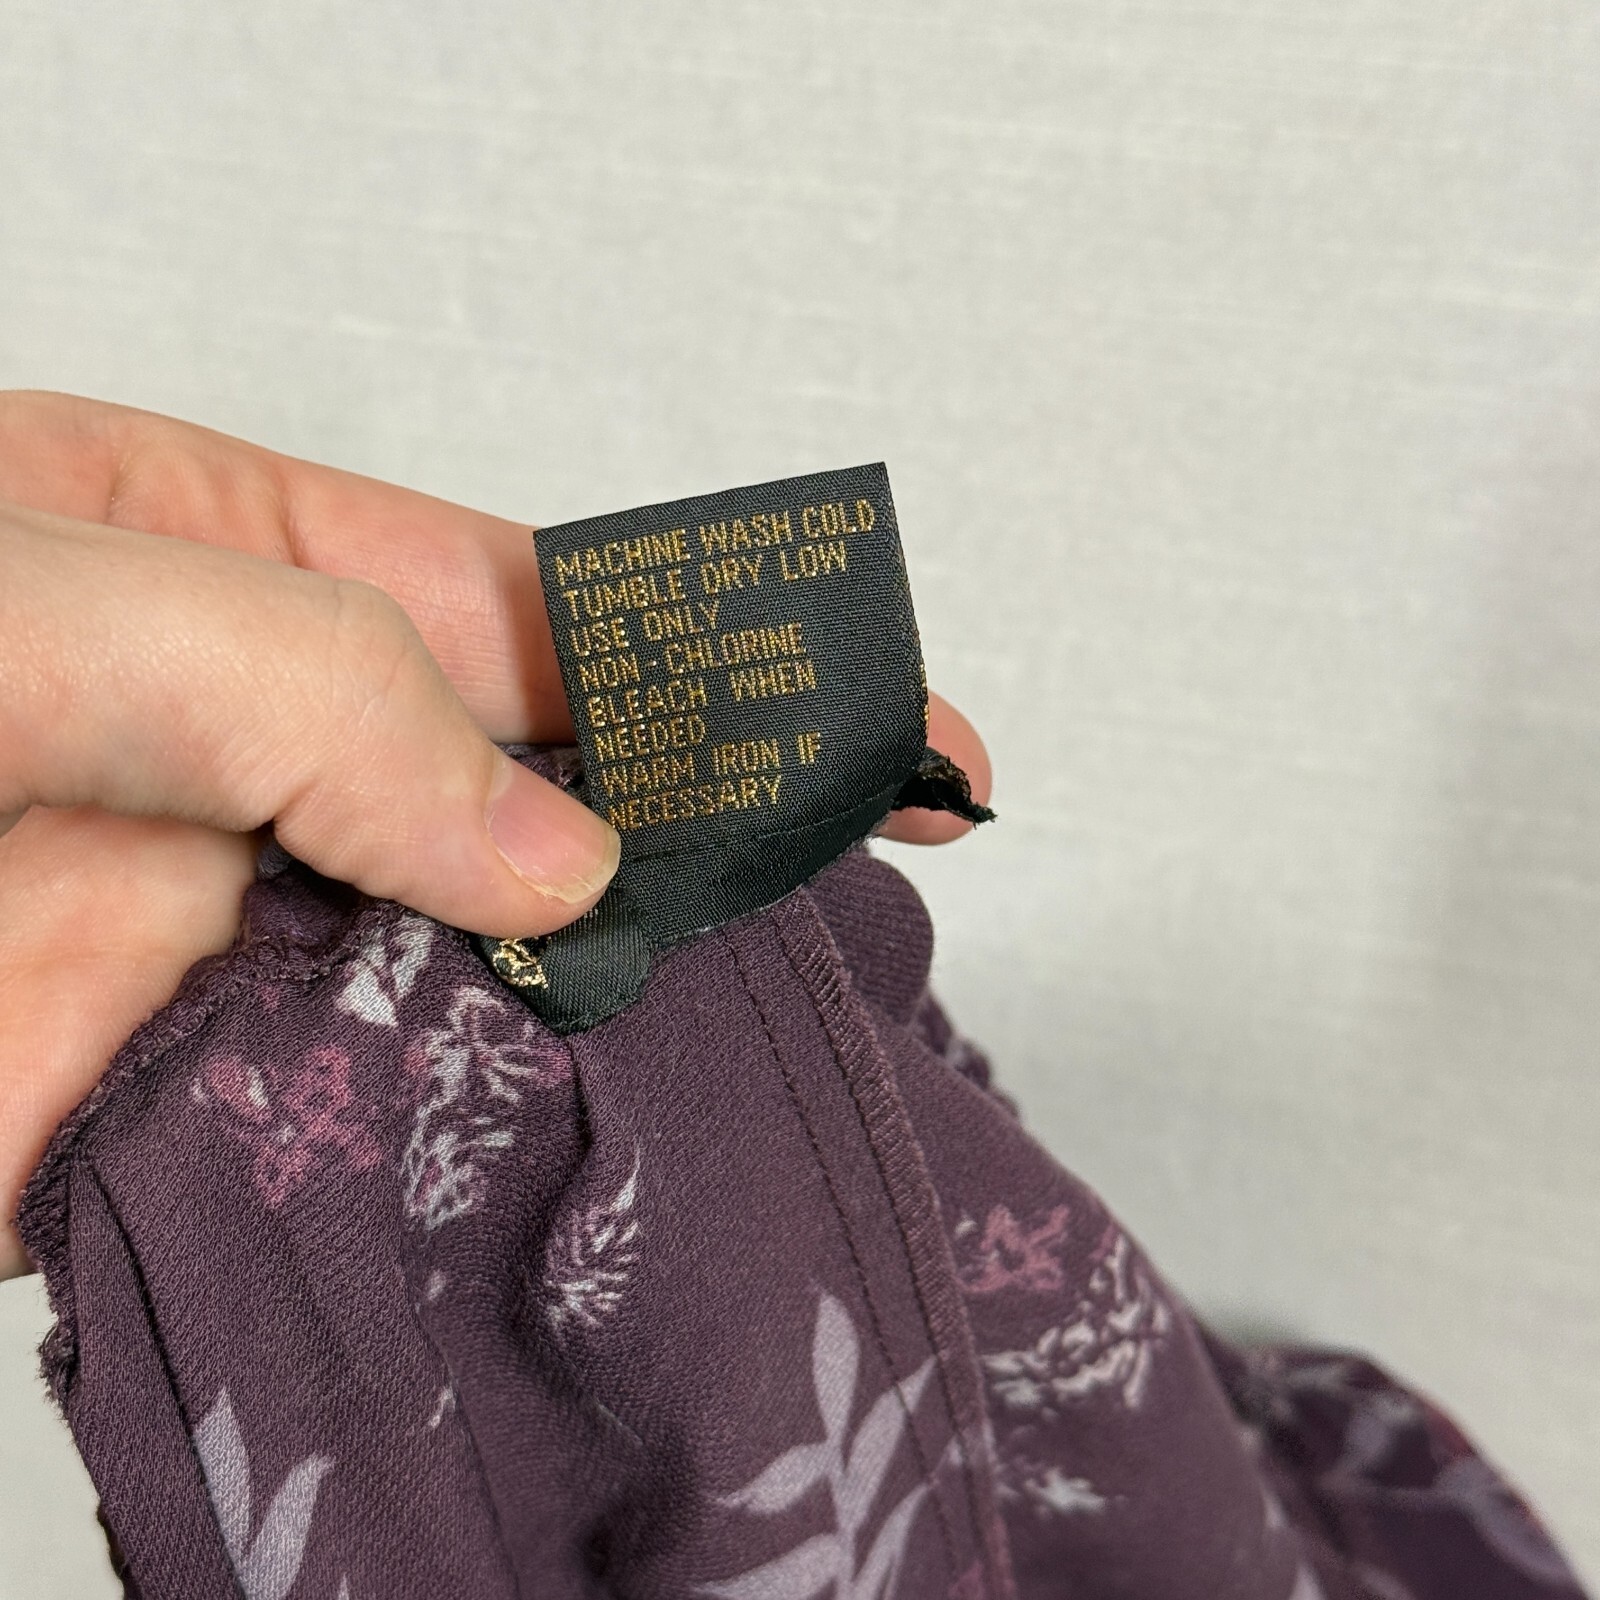 MACHINE WASH COLD
TUMBLE DRY LOW
USE ONLY
NON-CHLORINE
BLEACH WHEN
NEEDED
WARM IRON IF
NECESSARY